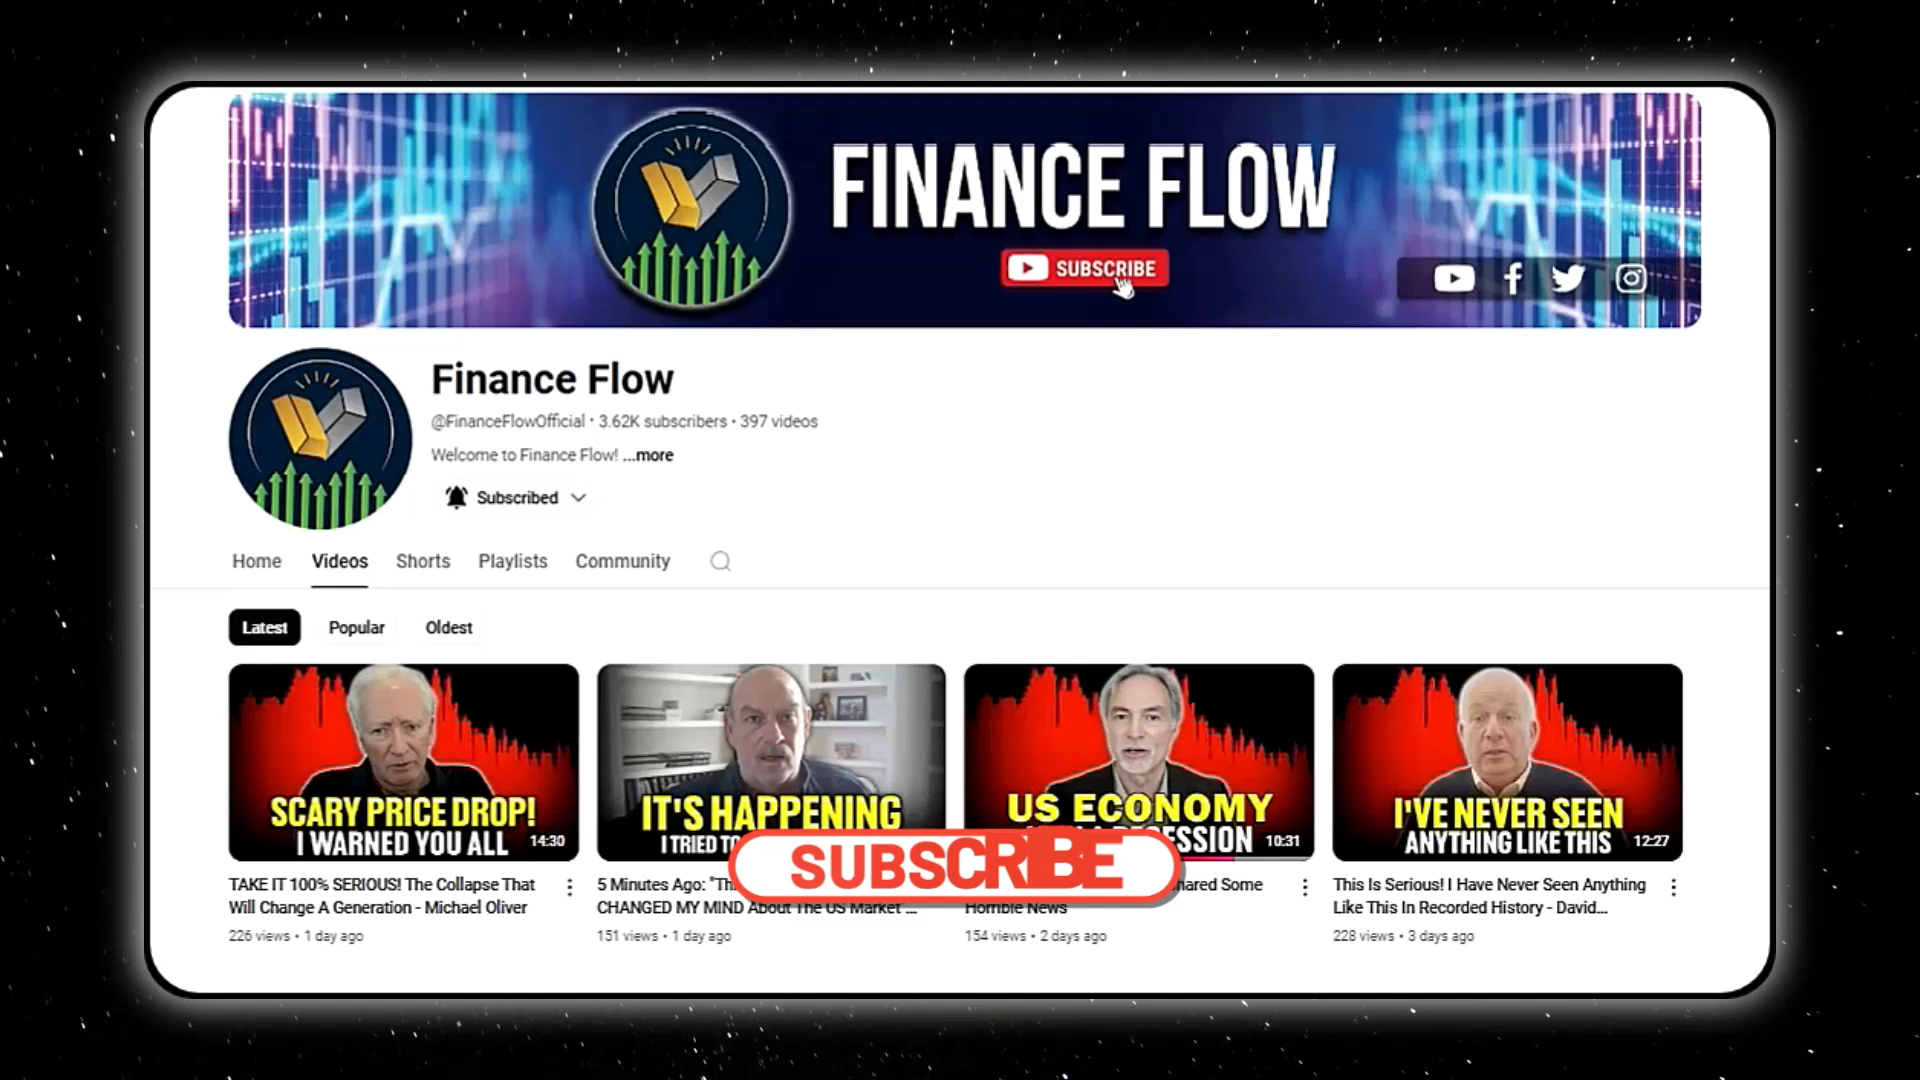 FINANCE FLOW
SUBSCRIBE
Finance Flow
@FinanceFlowOfficial • 3.62K subscribers • 397 videos
Welcome to Finance Flow! ...more
Subscribed
Home Videos Shorts Playlists Community
Latest Popular Oldest
SCARY PRICE DROP!
I WARNED YOU ALL
14:30
IT'S HAPPENING
I TRIED
US ECONOMY
10:31
I'VE NEVER SEEN
ANYTHING LIKE THIS
12:27
SUBSCRIBE
TAKE IT 100% SERIOUS! The Collapse That
Will Change A Generation - Michael Oliver
226 views • 1 day ago
5 Minutes Ago:
CHANGED MY MIND About The US Market"...
151 views • 1 day ago
Shared Some
Horrible News
154 views • 2 days ago
This Is Serious! I Have Never Seen Anything
Like This In Recorded History - David...
228 views • 3 days ago